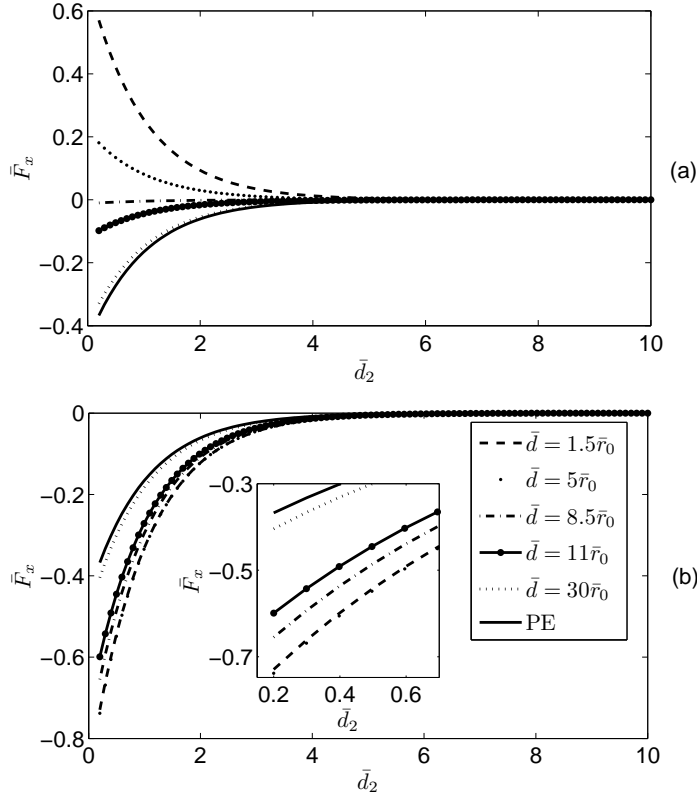 0.6
0.4
0.2
0
−0.2
−0.4
F̄ₓ
0 2 4 6 8 10
d̄₂
(a)
0
−0.2
−0.4
−0.6
−0.8
F̄ₓ
0 2 4 6 8 10
d̄₂
(b)
−0.3
−0.5
−0.7
F̄ₓ
0.2 0.4 0.6
d̄₂
d̄ = 1.5r̄₀
d̄ = 5r̄₀
d̄ = 8.5r̄₀
d̄ = 11r̄₀
d̄ = 30r̄₀
PE